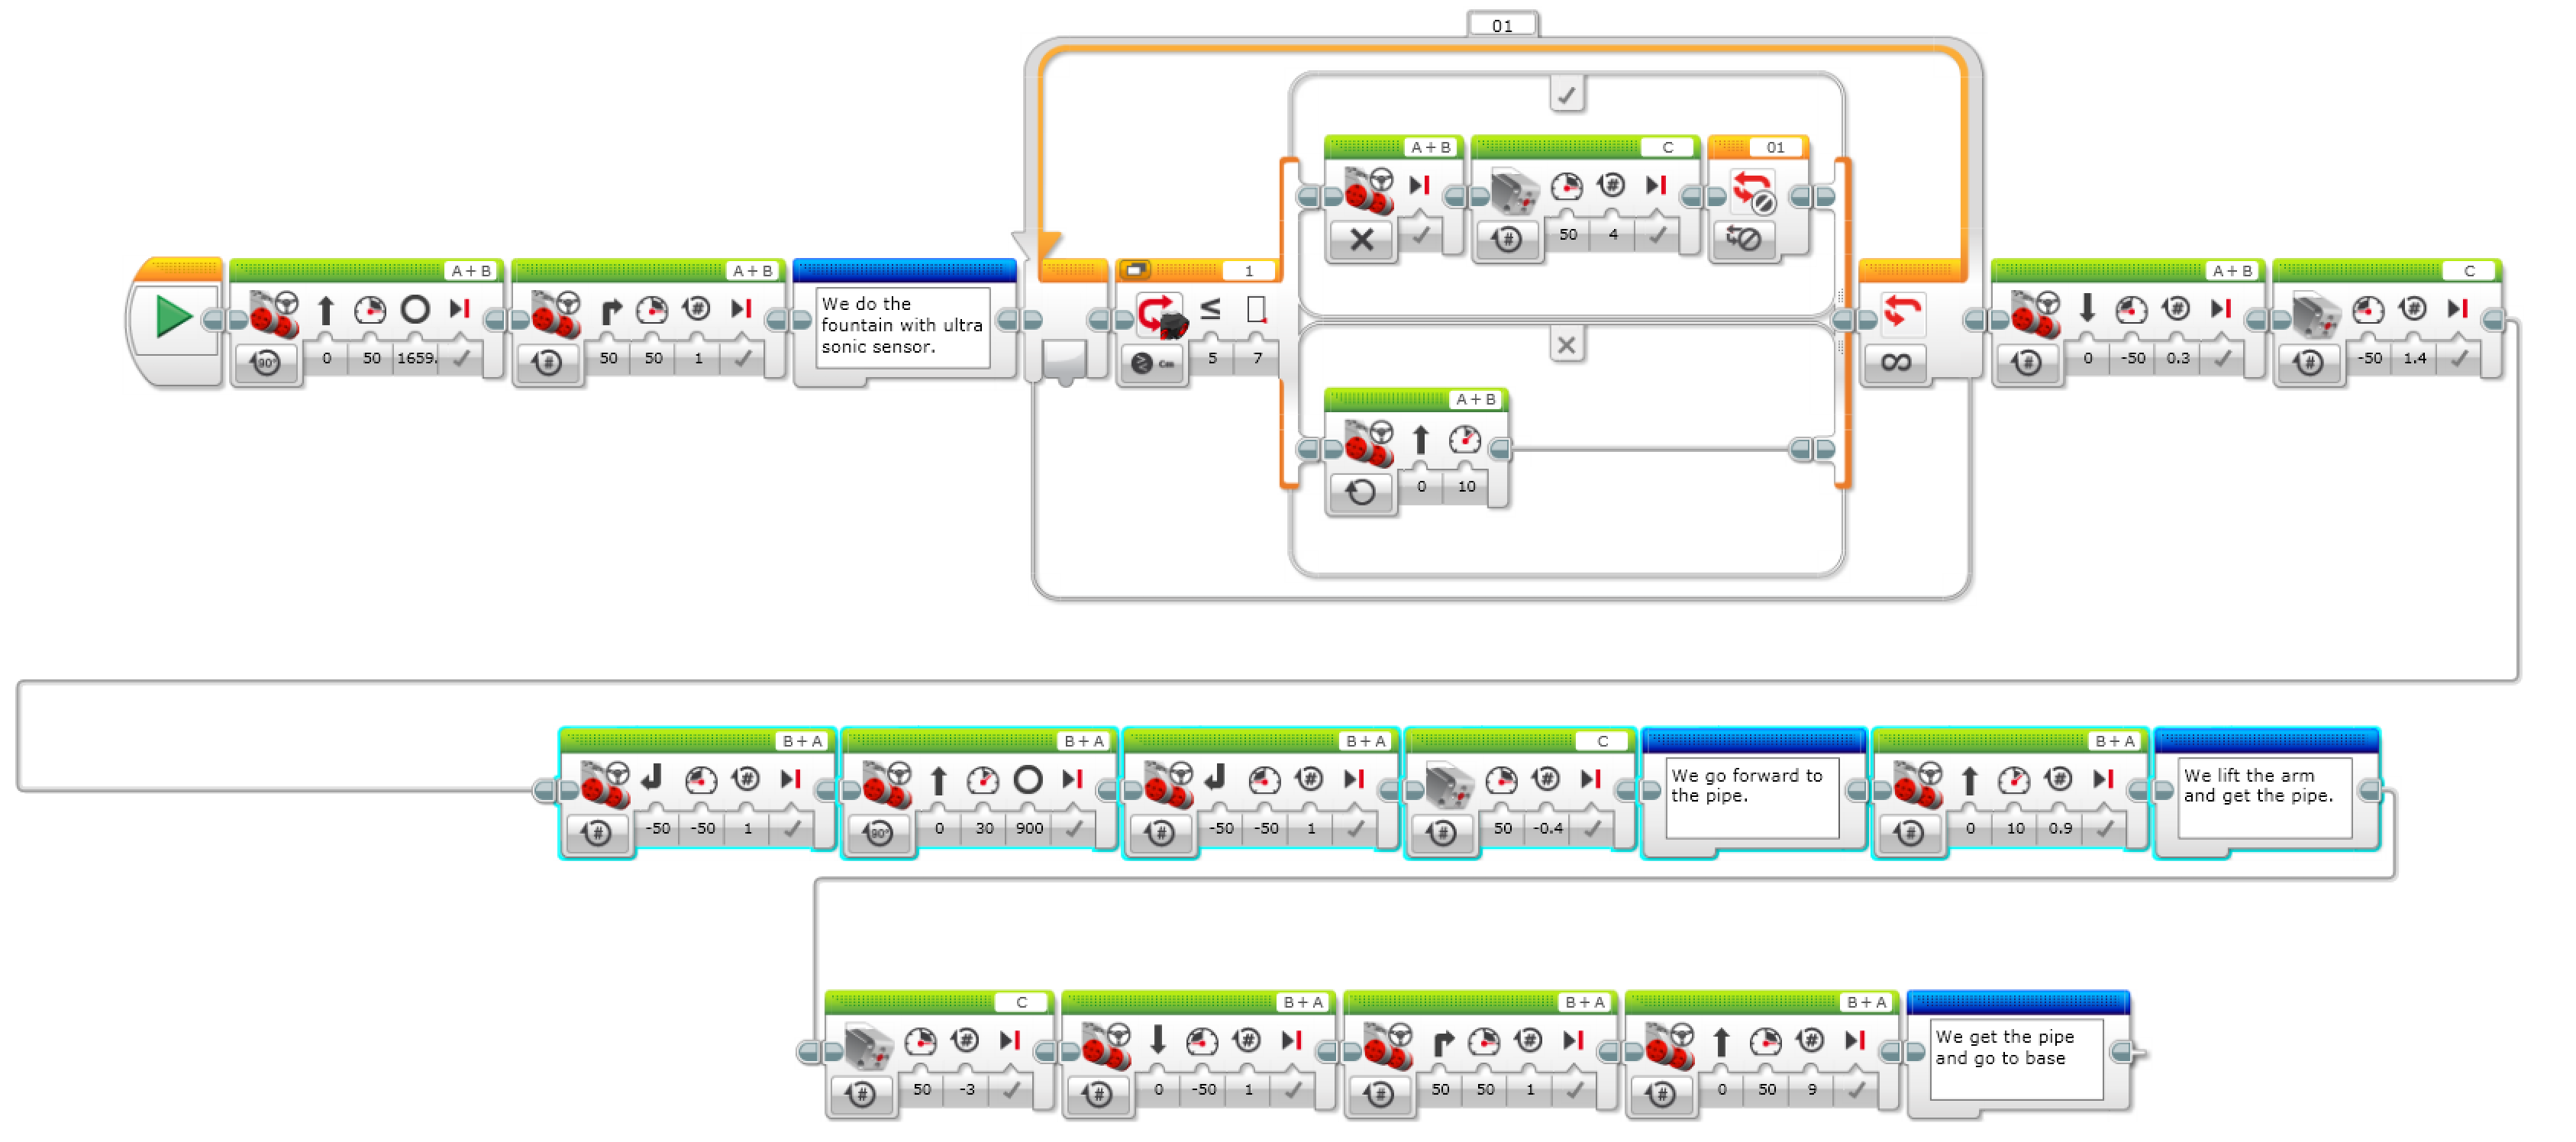 01
A + B
C
01
A + B
A + B
1
A + B
C
50 4
We do the
fountain with ultra
sonic sensor.
90°
0 50 1659.
#
50 50 1
Cm
5 7
∞
#
0 -50 0.3
#
-50 1.4
A + B
0 10
B + A
B + A
B + A
C
B + A
We go forward to
the pipe.
We lift the arm
and get the pipe.
#
-50 -50 1
90°
0 30 900
#
-50 -50 1
#
50 -0.4
#
0 10 0.9
C
B + A
B + A
B + A
We get the pipe
and go to base
#
50 -3
#
0 -50 1
#
50 50 1
#
0 50 9